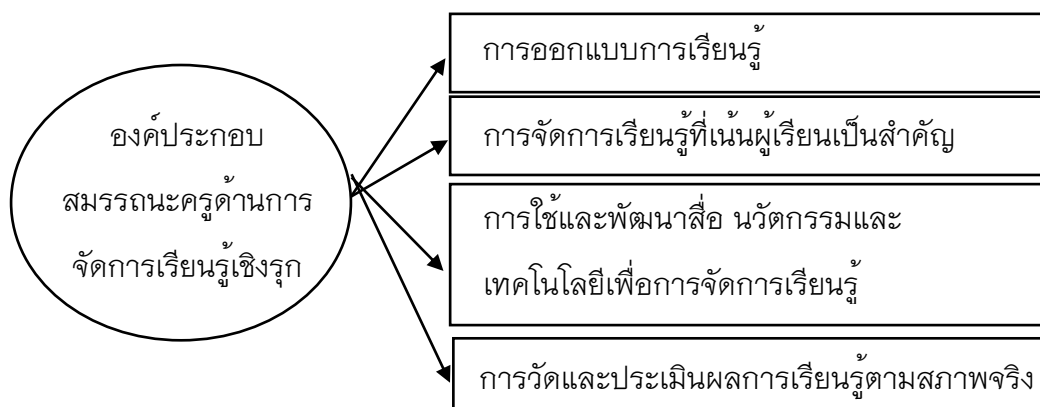 องค์ประกอบ
สมรรถนะครูด้านการ
จัดการเรียนรู้เชิงรุก
การออกแบบการเรียนรู้
การจัดการเรียนรู้ที่เน้นผู้เรียนเป็นสำคัญ
การใช้และพัฒนาสื่อ นวัตกรรมและ
เทคโนโลยีเพื่อการจัดการเรียนรู้
การวัดและประเมินผลการเรียนรู้ตามสภาพจริง